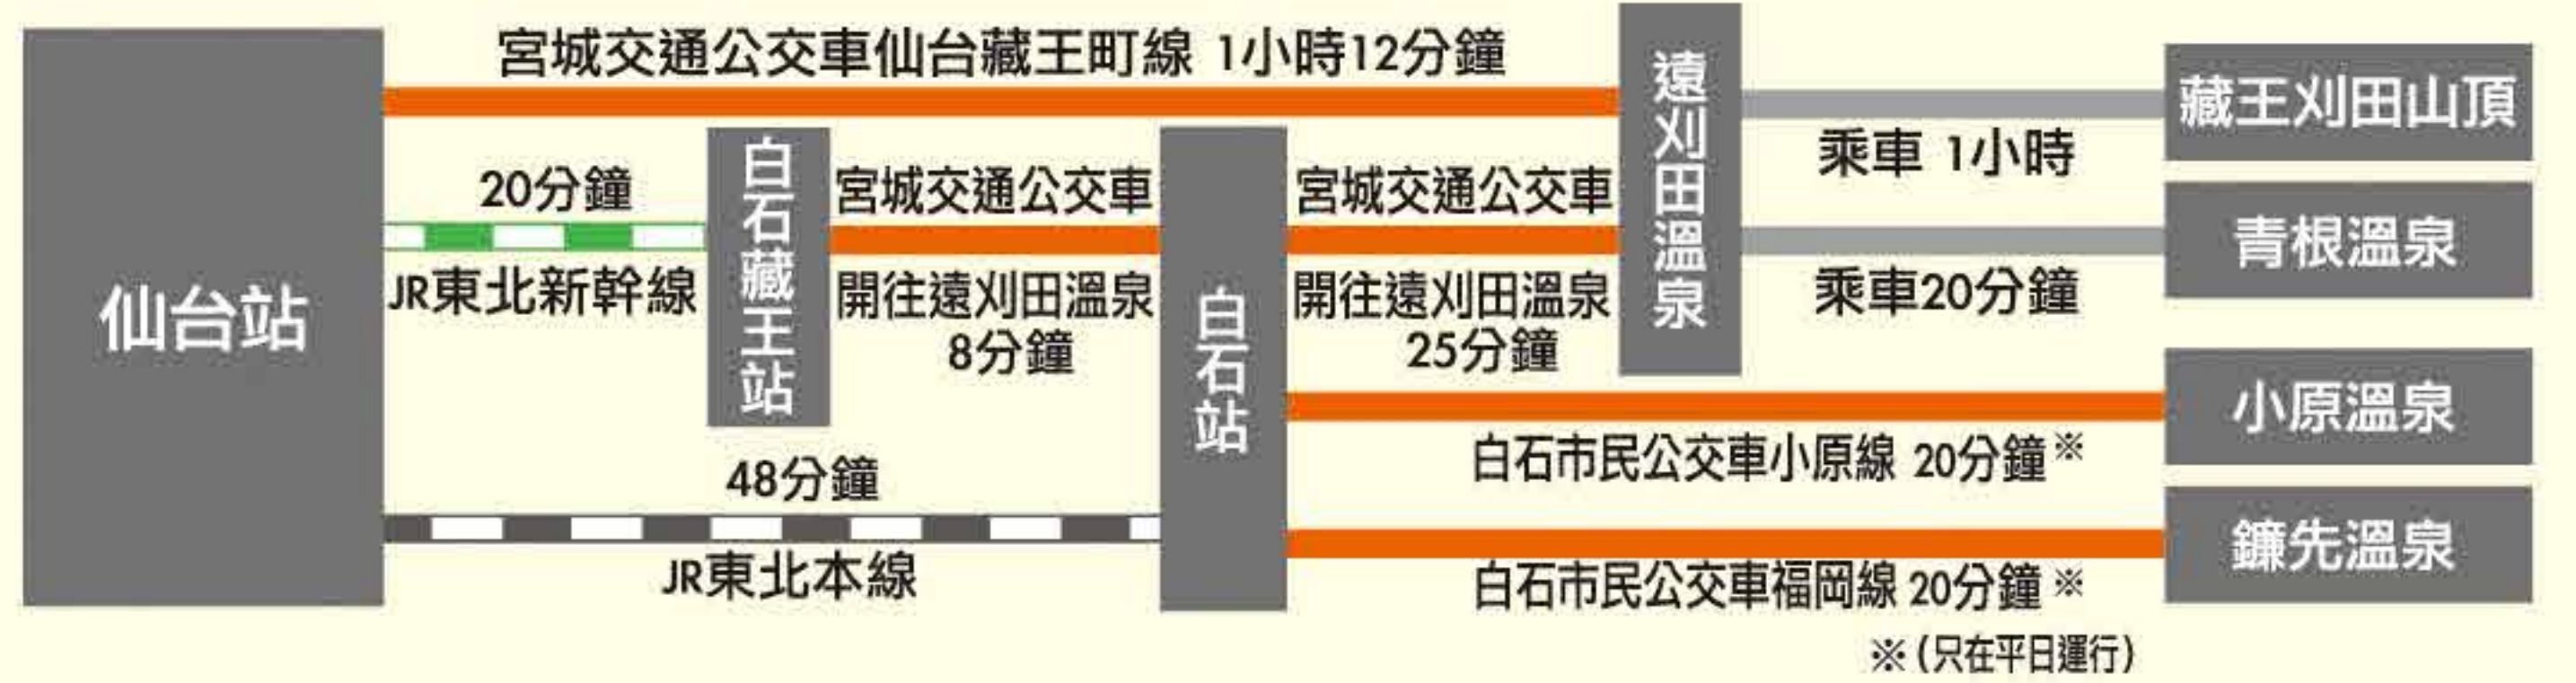 宮城交通公交車仙台藏王町線 1小時12分鐘
仙台站
20分鐘
JR東北新幹線
白石藏王站
宮城交通公交車
開往遠刈田溫泉
8分鐘
48分鐘
JR東北本線
白石站
宮城交通公交車
開往遠刈田溫泉
25分鐘
遠刈田溫泉
乘車 1小時
藏王刈田山頂
乘車20分鐘
青根溫泉
白石市民公交車小原線 20分鐘※
小原溫泉
白石市民公交車福岡線 20分鐘※
鐮先溫泉
※(只在平日運行)